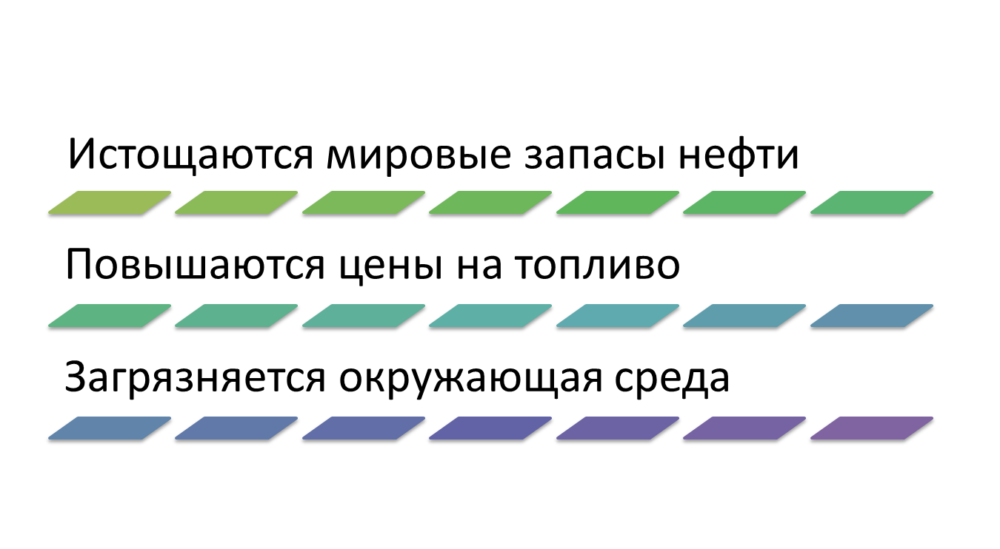 Истощаются мировые запасы нефти
Повышаются цены на топливо
Загрязняется окружающая среда